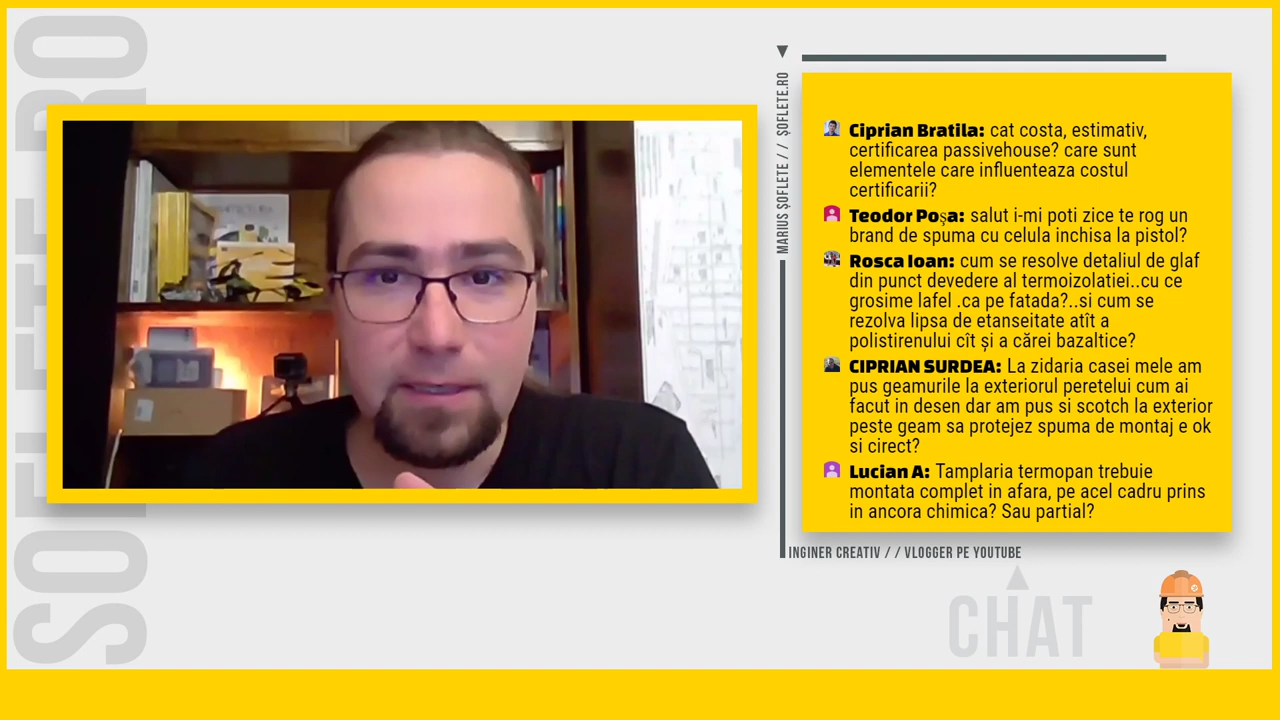 SOFLETE.RO
MARIUS ȘOFLETE / / ȘOFLETE.RO
Ciprian Bratila: cat costa, estimativ,
certificarea passivehouse? care sunt
elementele care influenteaza costul
certificarii?
Teodor Poșa: salut i-mi poti zice te rog un
brand de spuma cu celula inchisa la pistol?
Rosca Ioan: cum se resolve detaliul de glaf
din punct devedere al termoizolatiei..cu ce
grosime lafel .ca pe fatada?..si cum se
rezolva lipsa de etanseitate atît a
polistirenului cît și a cărei bazaltice?
CIPRIAN SURDEA: La zidaria casei mele am
pus geamurile la exteriorul peretelui cum ai
facut in desen dar am pus si scotch la exterior
peste geam sa protejez spuma de montaj e ok
si cirect?
Lucian A: Tamplaria termopan trebuie
montata complet in afara, pe acel cadru prins
in ancora chimica? Sau partial?
INGINER CREATIV / / VLOGGER PE YOUTUBE
CHAT